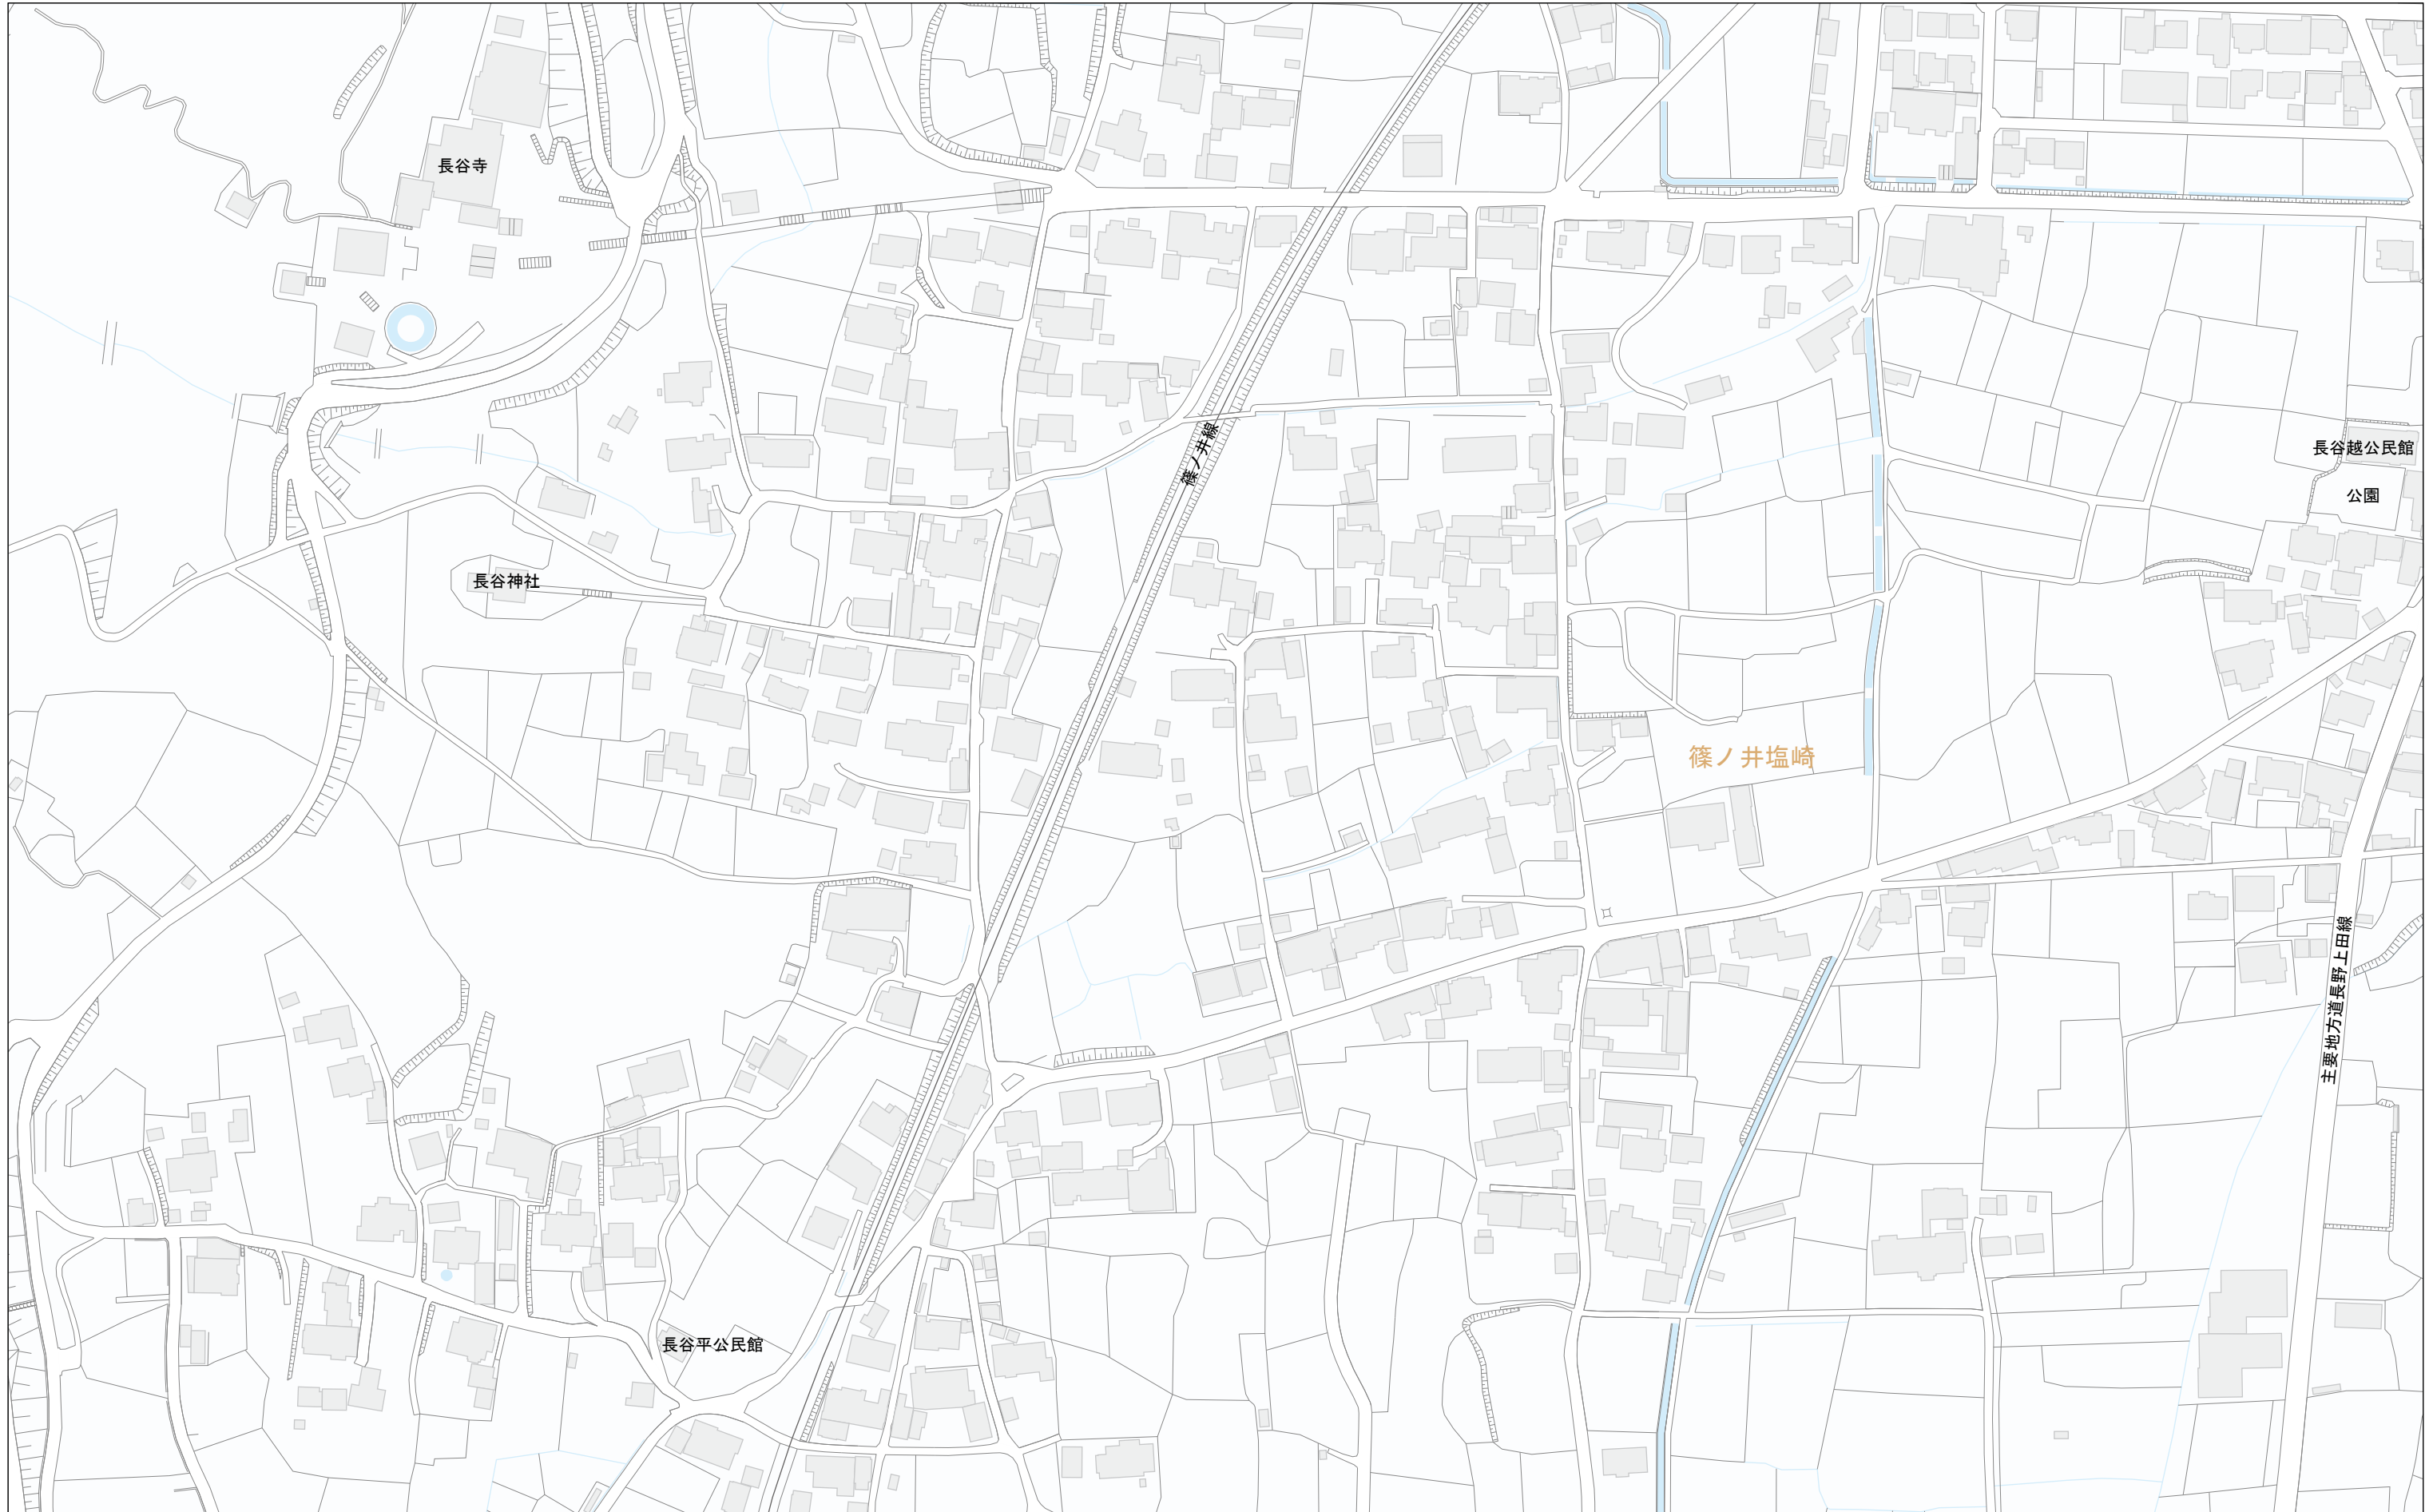 長谷寺
篠ノ井線
長谷越公民館
公園
長谷神社
篠ノ井塩崎
主要地方道長野上田線
長谷平公民館